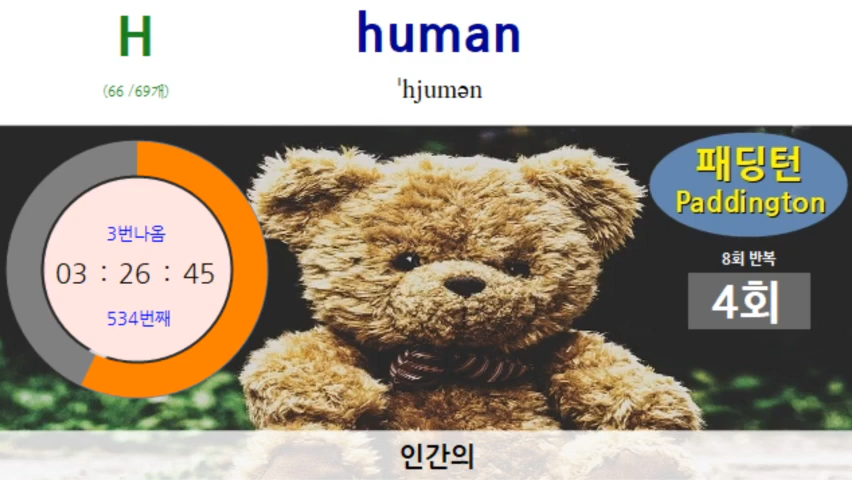 H
(66 /69개)
human
ˈhjumən
패딩턴
Paddington
8회 반복
4회
3번나옴
03 : 26 : 45
534번째
인간의